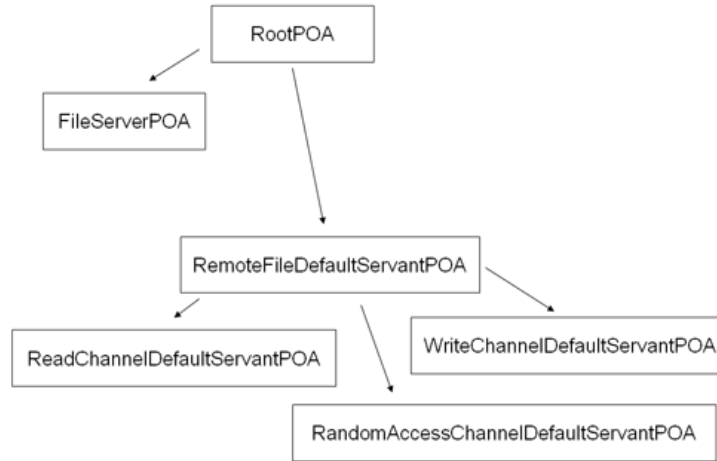 RootPOA
FileServerPOA
RemoteFileDefaultServantPOA
WriteChannelDefaultServantPOA
ReadChannelDefaultServantPOA
RandomAccessChannelDefaultServantPOA